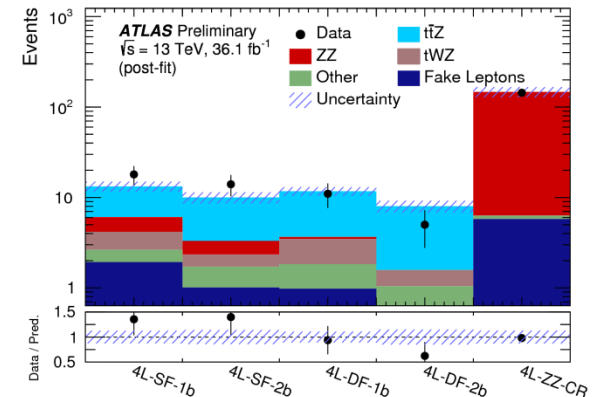 Events
10³
10²
10
1
ATLAS Preliminary
√s = 13 TeV, 36.1 fb⁻¹
(post-fit)
Data
tt̄Z
ZZ
tWZ
Other
Fake Leptons
Uncertainty
Data / Pred.
1.5
1
0.5
4L-SF-1b
4L-SF-2b
4L-DF-1b
4L-DF-2b
4L-ZZ-CR